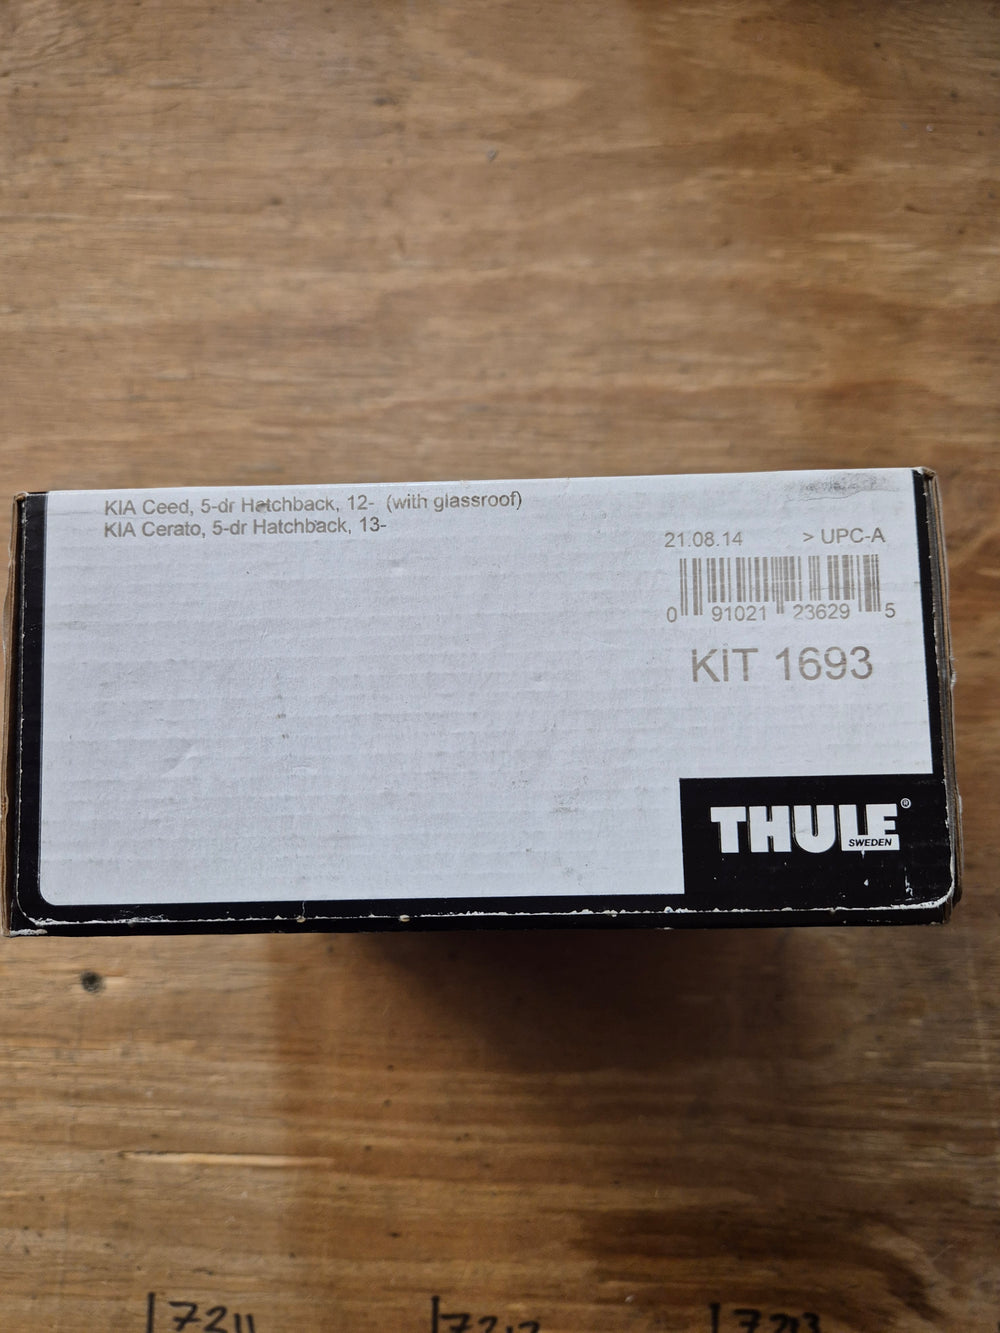 KIA Ceed, 5-dr Hatchback, 12- (with glassroof)
KIA Cerato, 5-dr Hatchback, 13-
21.08.14 > UPC-A
0 91021 23629 5
KIT 1693
THULE®
SWEDEN